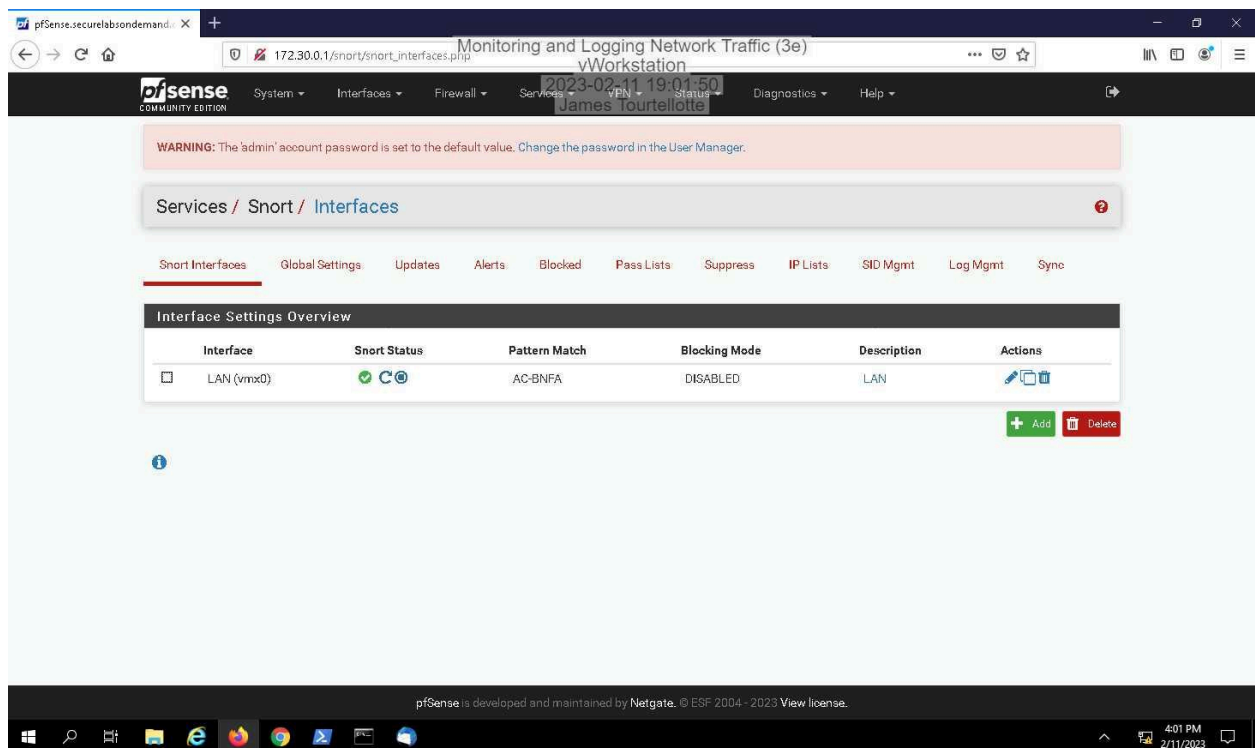 pfSense.securelabsondemand.
172.30.0.1/snort/snort_interfaces.php
Monitoring and Logging Network Traffic (3e)
vWorkstation
2023-02-11 19:01:50
James Tourtellotte
pfsense
COMMUNITY EDITION
System Interfaces Firewall Services VPN Status Diagnostics Help
WARNING: The 'admin' account password is set to the default value. Change the password in the User Manager.
Services / Snort / Interfaces
Snort Interfaces Global Settings Updates Alerts Blocked Pass Lists Suppress IP Lists SID Mgmt Log Mgmt Sync
Interface Settings Overview
Interface Snort Status Pattern Match Blocking Mode Description Actions
LAN (vmx0) AC-BNFA DISABLED LAN
Add Delete
pfSense is developed and maintained by Netgate. © ESF 2004 - 2023 View license.
4:01 PM
2/11/2023